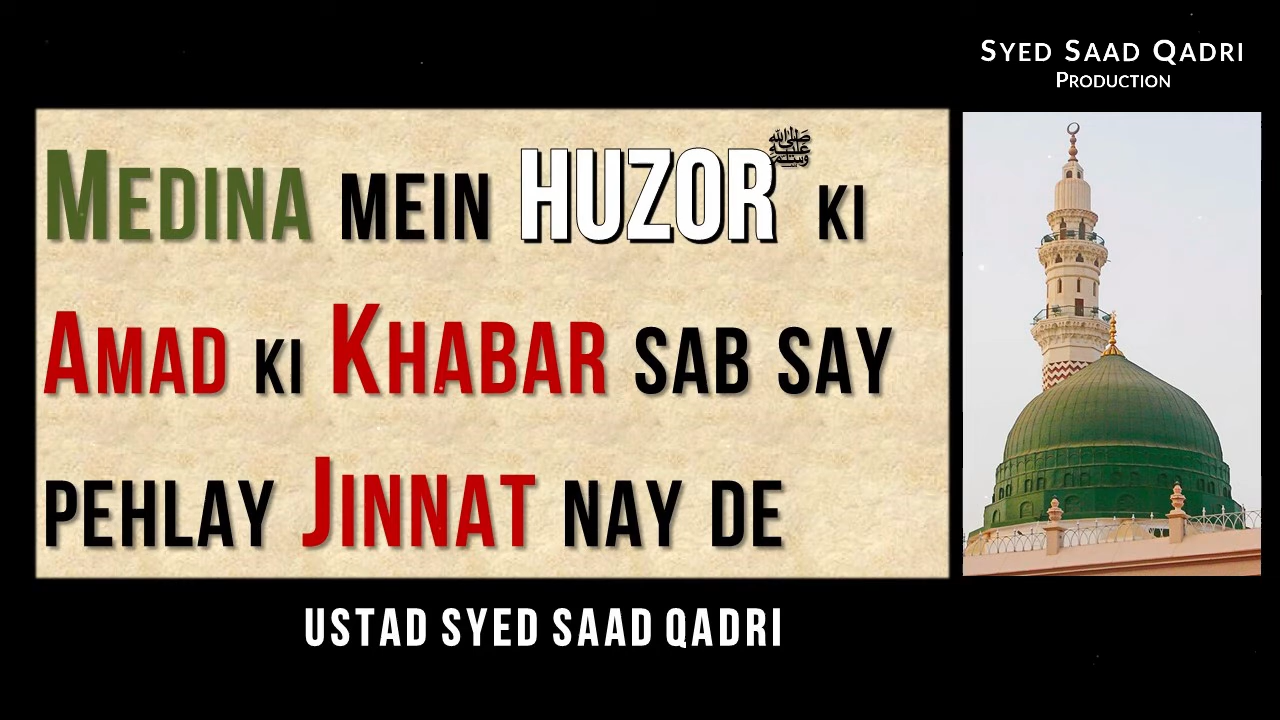 SYED SAAD QADRI
PRODUCTION
MEDINA MEIN HUZOR ﷺ KI
AMAD KI KHABAR SAB SAY
PEHLAY JINNAT NAY DE
USTAD SYED SAAD QADRI